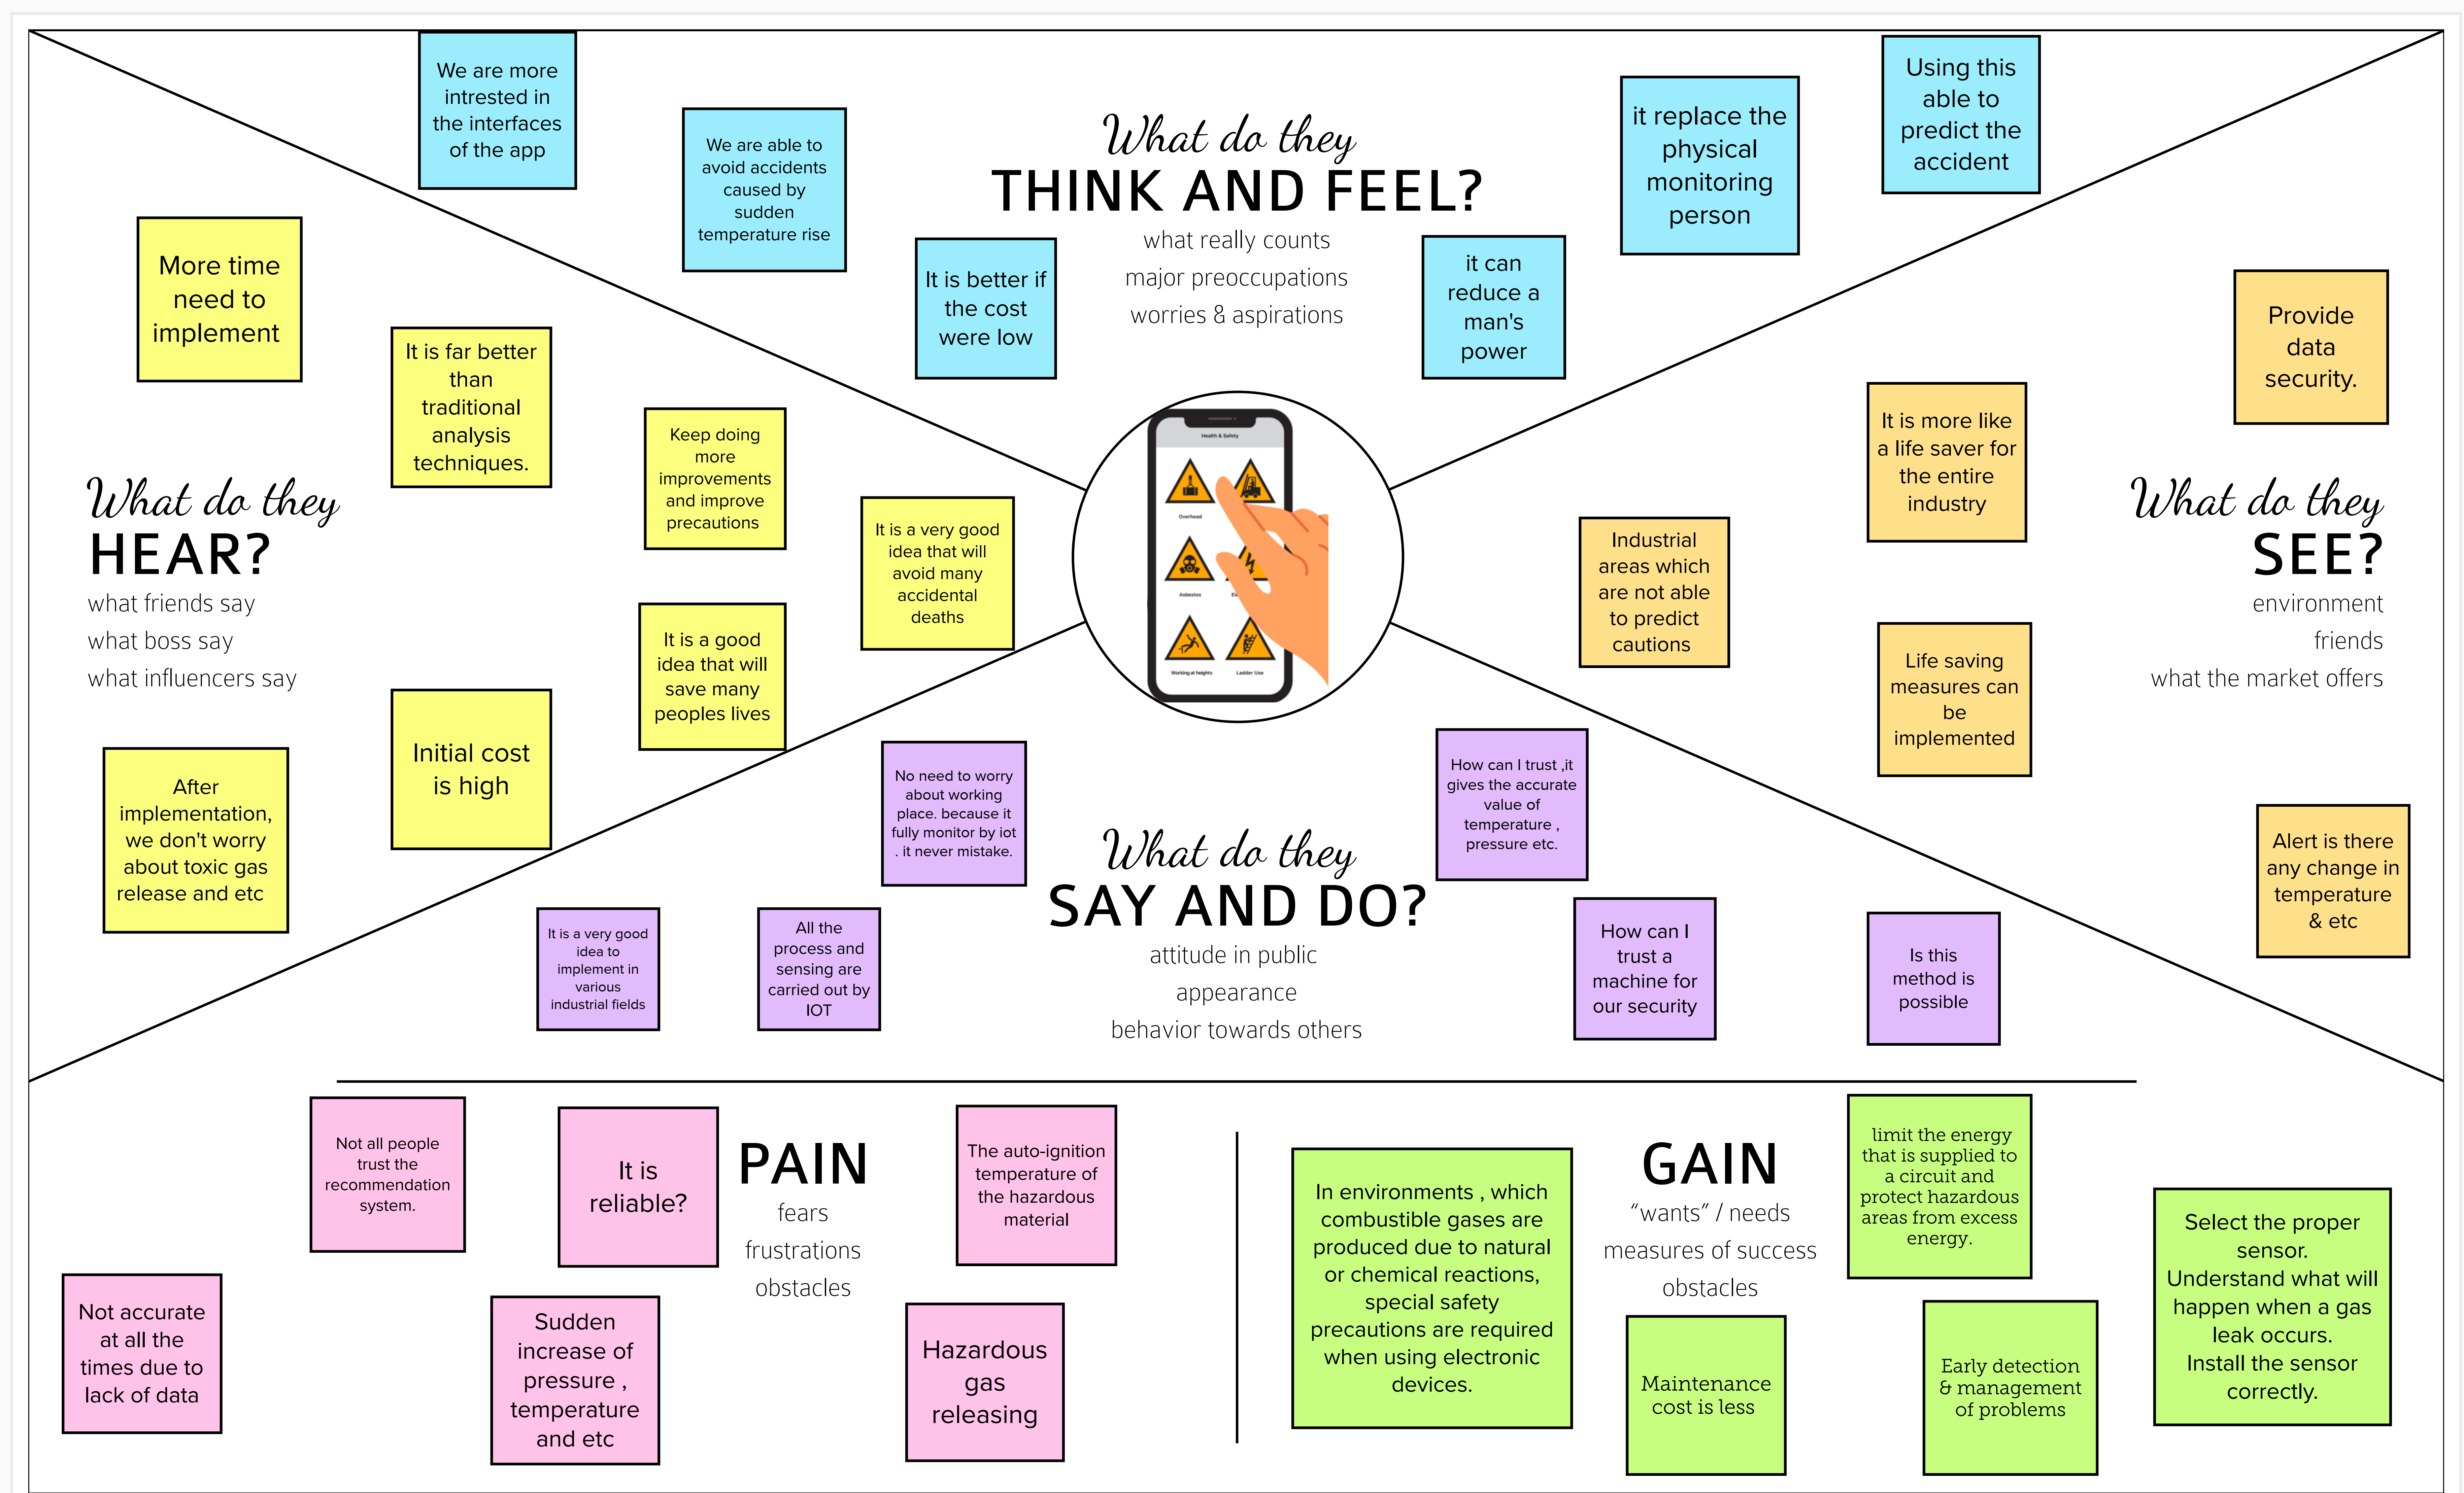 We are more
intrested in
the interfaces
of the app
We are able to
avoid accidents
caused by
sudden
temperature rise
What do they
THINK AND FEEL?
what really counts
major preoccupations
worries & aspirations
It is better if
the cost
were low
it can
reduce a
man's
power
it replace the
physical
monitoring
person
Using this
able to
predict the
accident
More time
need to
implement
It is far better
than
traditional
analysis
techniques.
Keep doing
more
improvements
and improve
precautions
It is a very good
idea that will
avoid many
accidental
deaths
What do they
HEAR?
what friends say
what boss say
what influencers say
It is a good
idea that will
save many
peoples lives
Initial cost
is high
After
implementation,
we don't worry
about toxic gas
release and etc
Health & Safety
Overhead
Asbestos
Working at heights
Ladder Use
Provide
data
security.
It is more like
a life saver for
the entire
industry
Industrial
areas which
are not able
to predict
cautions
What do they
SEE?
environment
friends
what the market offers
Life saving
measures can
be
implemented
Alert is there
any change in
temperature
& etc
No need to worry
about working
place. because it
fully monitor by iot
. it never mistake.
It is a very good
idea to
implement in
various
industrial fields
All the
process and
sensing are
carried out by
IOT
What do they
SAY AND DO?
attitude in public
appearance
behavior towards others
How can I trust ,it
gives the accurate
value of
temperature ,
pressure etc.
How can I
trust a
machine for
our security
Is this
method is
possible
Not all people
trust the
recommendation
system.
It is
reliable?
PAIN
fears
frustrations
obstacles
The auto-ignition
temperature of
the hazardous
material
Not accurate
at all the
times due to
lack of data
Sudden
increase of
pressure ,
temperature
and etc
Hazardous
gas
releasing
In environments , which
combustible gases are
produced due to natural
or chemical reactions,
special safety
precautions are required
when using electronic
devices.
GAIN
“wants” / needs
measures of success
obstacles
limit the energy
that is supplied to
a circuit and
protect hazardous
areas from excess
energy.
Maintenance
cost is less
Early detection
& management
of problems
Select the proper
sensor.
Understand what will
happen when a gas
leak occurs.
Install the sensor
correctly.